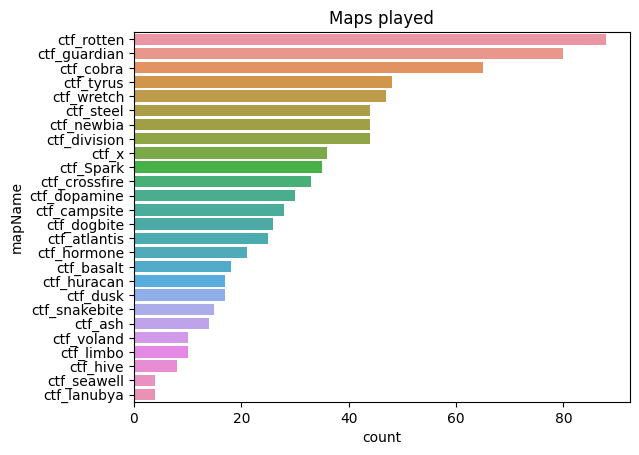 Maps played
mapName
ctf_rotten
ctf_guardian
ctf_cobra
ctf_tyrus
ctf_wretch
ctf_steel
ctf_newbia
ctf_division
ctf_x
ctf_Spark
ctf_crossfire
ctf_dopamine
ctf_campsite
ctf_dogbite
ctf_atlantis
ctf_hormone
ctf_basalt
ctf_huracan
ctf_dusk
ctf_snakebite
ctf_ash
ctf_voland
ctf_limbo
ctf_hive
ctf_seawell
ctf_lanubya
0 20 40 60 80
count